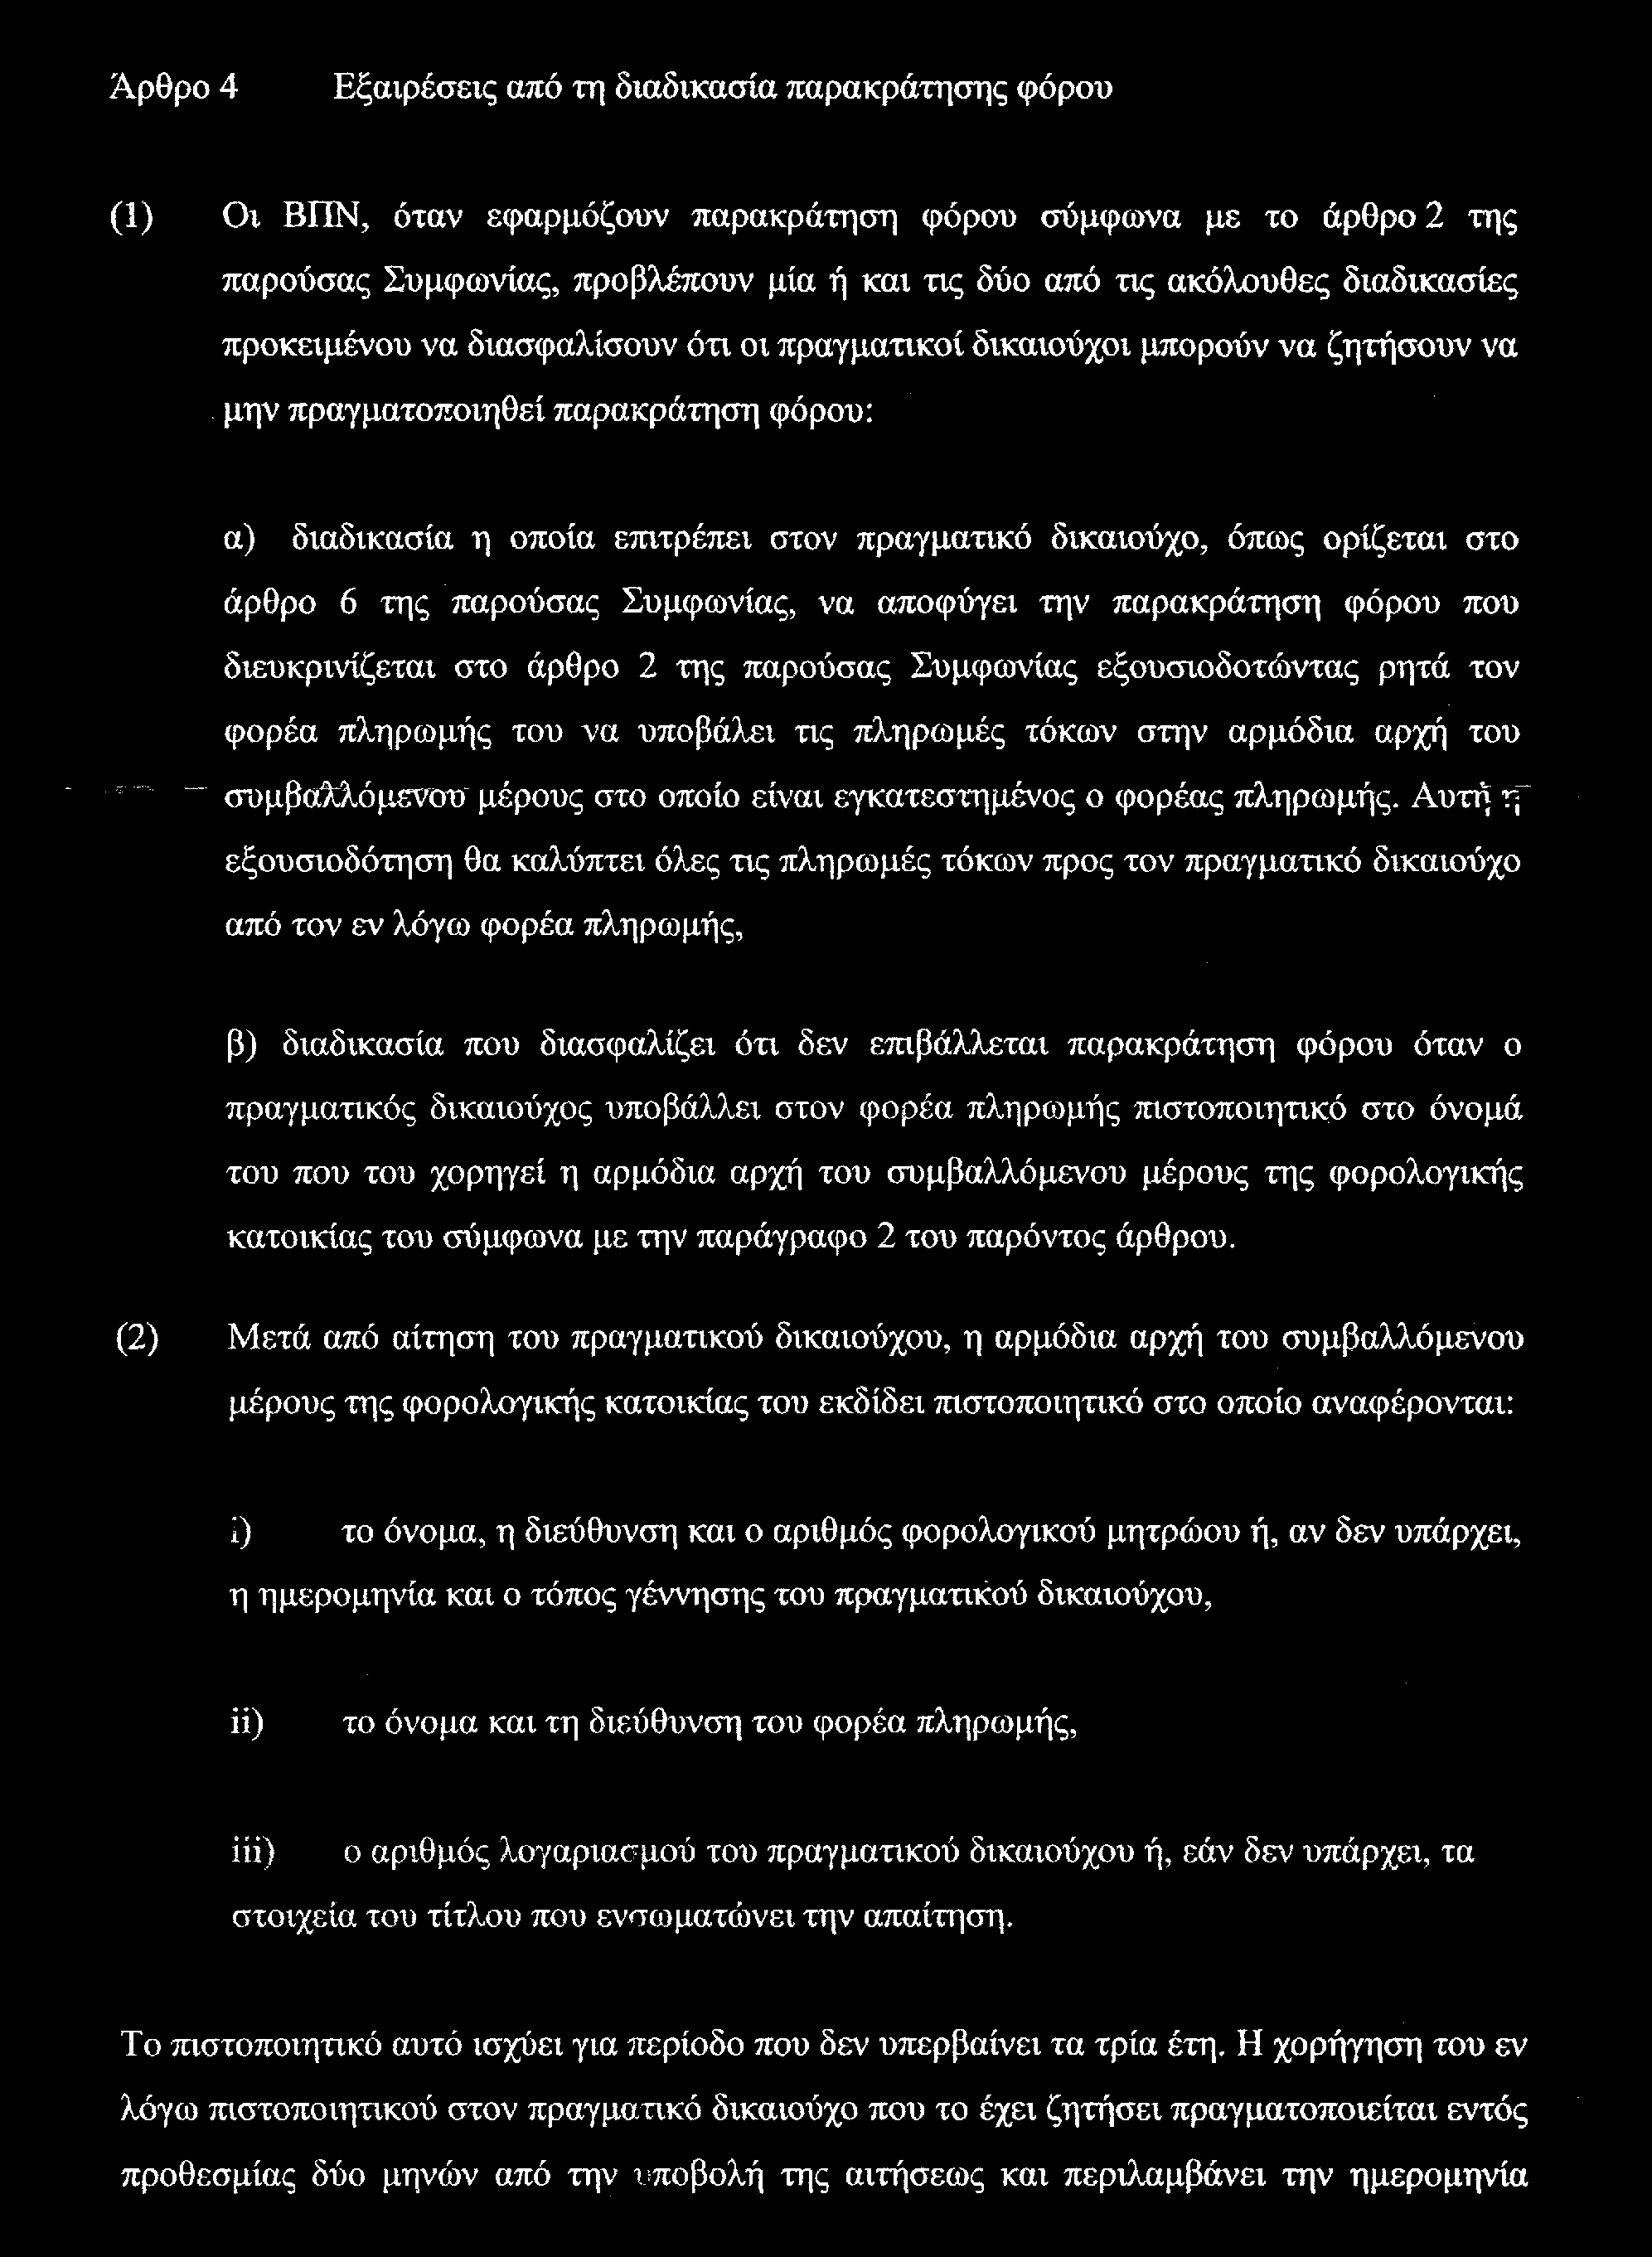 Άρθρο 4 Εξαιρέσεις από τη διαδικασία παρακράτησης φόρου
(1) Οι ΒΠΝ, όταν εφαρμόζουν παρακράτηση φόρου σύμφωνα με το άρθρο 2 της
παρούσας Συμφωνίας, προβλέπουν μία ή και τις δύο από τις ακόλουθες διαδικασίες
προκειμένου να διασφαλίσουν ότι οι πραγματικοί δικαιούχοι μπορούν να ζητήσουν να
μην πραγματοποιηθεί παρακράτηση φόρου:
α) διαδικασία η οποία επιτρέπει στον πραγματικό δικαιούχο, όπως ορίζεται στο
άρθρο 6 της παρούσας Συμφωνίας, να αποφύγει την παρακράτηση φόρου που
διευκρινίζεται στο άρθρο 2 της παρούσας Συμφωνίας εξουσιοδοτώντας ρητά τον
φορέα πληρωμής του να υποβάλει τις πληρωμές τόκων στην αρμόδια αρχή του
συμβαλλόμενου μέρους στο οποίο είναι εγκατεστημένος ο φορέας πληρωμής. Αυτή η
εξουσιοδότηση θα καλύπτει όλες τις πληρωμές τόκων προς τον πραγματικό δικαιούχο
από τον εν λόγω φορέα πληρωμής,
β) διαδικασία που διασφαλίζει ότι δεν επιβάλλεται παρακράτηση φόρου όταν ο
πραγματικός δικαιούχος υποβάλλει στον φορέα πληρωμής πιστοποιητικό στο όνομά
του που του χορηγεί η αρμόδια αρχή του συμβαλλόμενου μέρους της φορολογικής
κατοικίας του σύμφωνα με την παράγραφο 2 του παρόντος άρθρου.
(2) Μετά από αίτηση του πραγματικού δικαιούχου, η αρμόδια αρχή του συμβαλλόμενου
μέρους της φορολογικής κατοικίας του εκδίδει πιστοποιητικό στο οποίο αναφέρονται:
i) το όνομα, η διεύθυνση και ο αριθμός φορολογικού μητρώου ή, αν δεν υπάρχει,
η ημερομηνία και ο τόπος γέννησης του πραγματικού δικαιούχου,
ii) το όνομα και τη διεύθυνση του φορέα πληρωμής,
iii) ο αριθμός λογαριασμού του πραγματικού δικαιούχου ή, εάν δεν υπάρχει, τα
στοιχεία του τίτλου που ενσωματώνει την απαίτηση.
Το πιστοποιητικό αυτό ισχύει για περίοδο που δεν υπερβαίνει τα τρία έτη. Η χορήγηση του εν
λόγω πιστοποιητικού στον πραγματικό δικαιούχο που το έχει ζητήσει πραγματοποιείται εντός
προθεσμίας δύο μηνών από την υποβολή της αιτήσεως και περιλαμβάνει την ημερομηνία